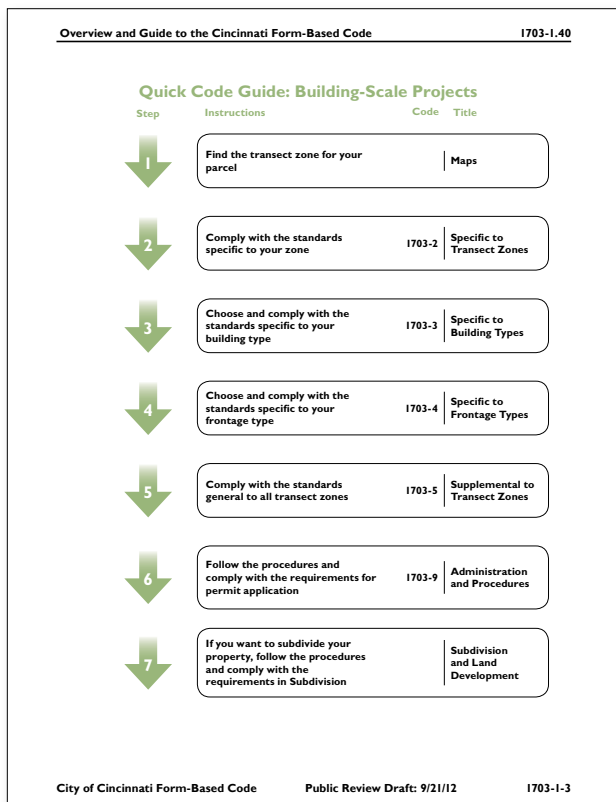 Overview and Guide to the Cincinnati Form-Based Code 1703-1.40
Quick Code Guide: Building-Scale Projects
Step Instructions Code Title
1
Find the transect zone for your
parcel
Maps
2
Comply with the standards
specific to your zone
1703-2
Specific to
Transect Zones
3
Choose and comply with the
standards specific to your
building type
1703-3
Specific to
Building Types
4
Choose and comply with the
standards specific to your
frontage type
1703-4
Specific to
Frontage Types
5
Comply with the standards
general to all transect zones
1703-5
Supplemental to
Transect Zones
6
Follow the procedures and
comply with the requirements for
permit application
1703-9
Administration
and Procedures
7
If you want to subdivide your
property, follow the procedures
and comply with the
requirements in Subdivision
Subdivision
and Land
Development
City of Cincinnati Form-Based Code Public Review Draft: 9/21/12 1703-1-3